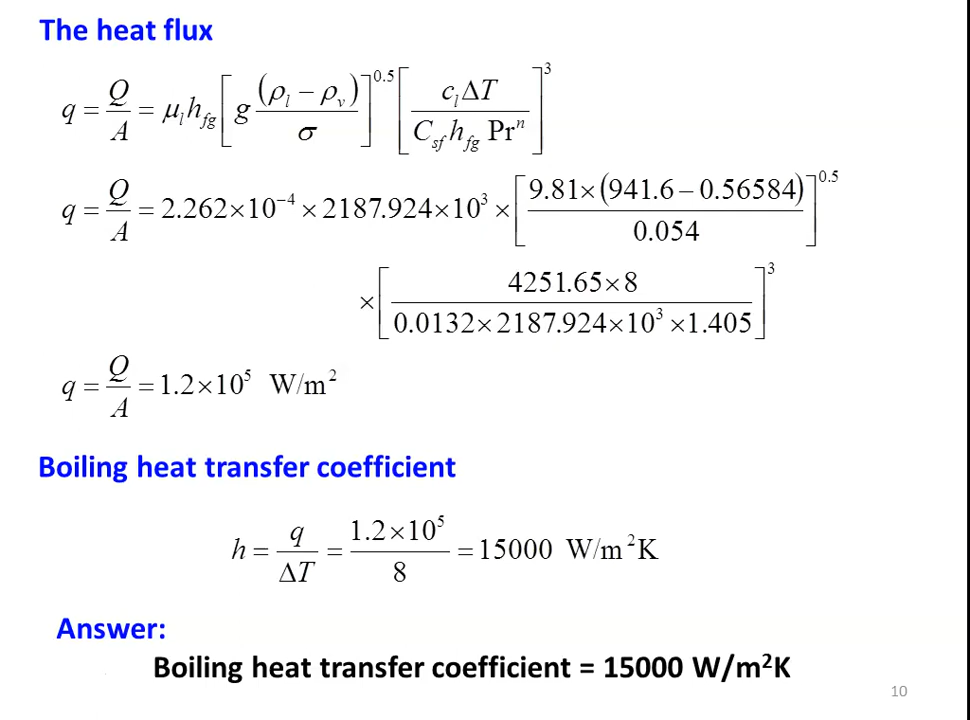 The heat flux
q = Q/A = μ_l h_fg [g (ρ_l − ρ_v)/σ]^0.5 [c_l ΔT / C_sf h_fg Pr^n]^3
q = Q/A = 2.262×10^−4 × 2187.924×10^3 × [9.81×(941.6−0.56584) / 0.054]^0.5
×[4251.65×8 / 0.0132×2187.924×10^3×1.405]^3
q = Q/A = 1.2×10^5 W/m^2
Boiling heat transfer coefficient
h = q/ΔT = 1.2×10^5 / 8 = 15000 W/m^2K
Answer:
Boiling heat transfer coefficient = 15000 W/m²K
10